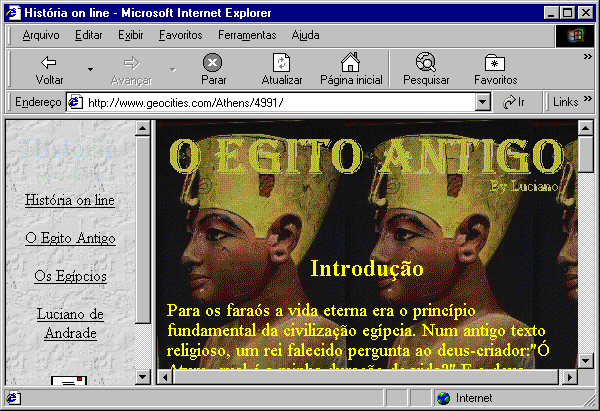 História on line - Microsoft Internet Explorer
Arquivo Editar Exibir Favoritos Ferramentas Ajuda
Voltar Avançar Parar Atualizar Página inicial Pesquisar Favoritos
Endereço http://www.geocities.com/Athens/4991/ Ir Links
História
História on line
O Egito Antigo
Os Egípcios
Luciano de
Andrade
O EGITO ANTIGO
By Luciano
Introdução
Para os faraós a vida eterna era o princípio
fundamental da civilização egípcia. Num antigo texto
religioso, um rei falecido pergunta ao deus-criador:"Ó
Internet